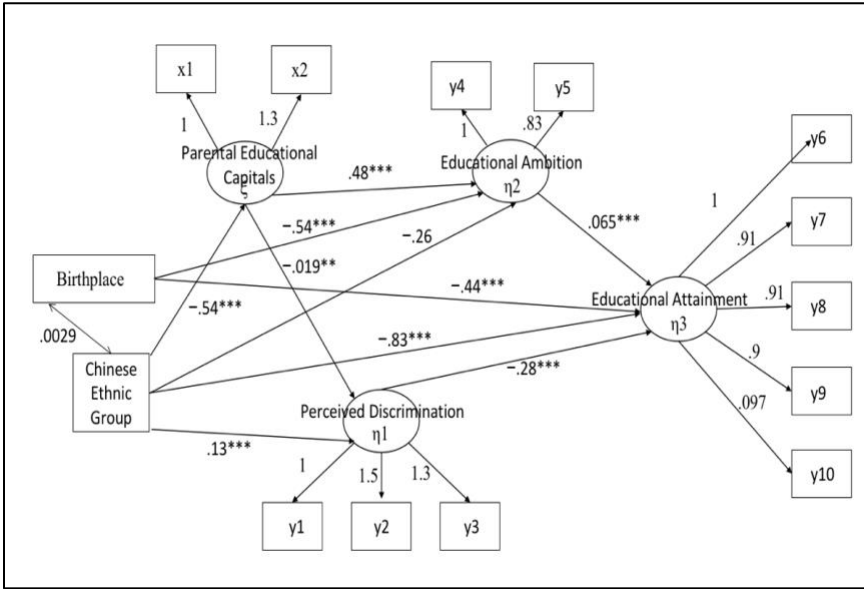 x1
x2
y4
y5
y6
1
1.3
1
.83
Parental Educational
Capitals
ξ
Educational Ambition
η2
.48***
1
y7
−.54***
−.26
.065***
.91
−.019**
Birthplace
−.44***
Educational Attainment
η3
.91
y8
−.54***
.0029
−.83***
Chinese
Ethnic
Group
−.28***
.9
y9
Perceived Discrimination
η1
.097
.13***
1
1.5
1.3
y10
y1
y2
y3